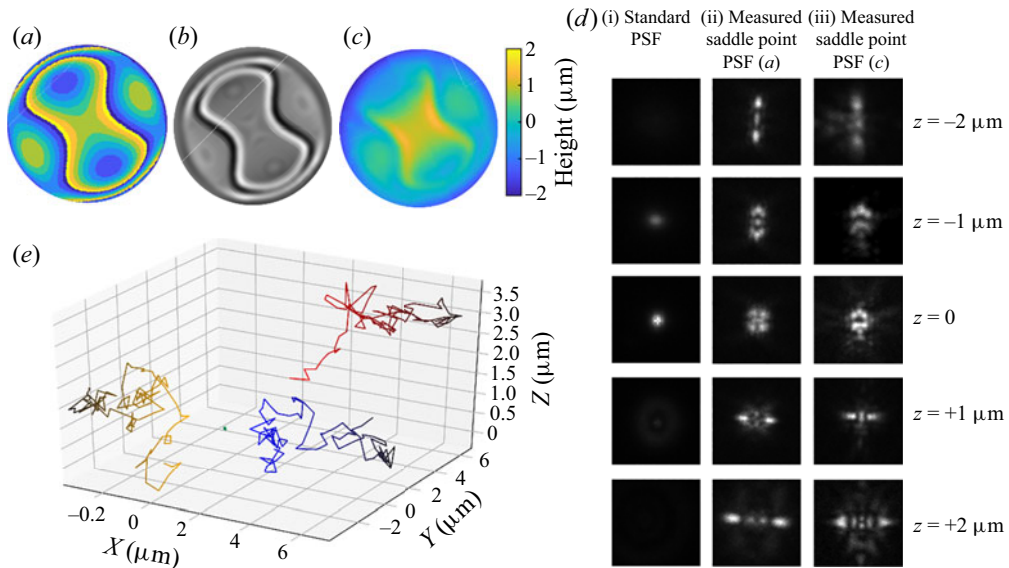 (a)
(b)
(c)
2
1
0
–1
–2
Height (μm)
(d)
(i) Standard
PSF
(ii) Measured
saddle point
PSF (a)
(iii) Measured
saddle point
PSF (c)
z = –2 μm
z = –1 μm
z = 0
z = +1 μm
z = +2 μm
(e)
3.5
3.0
2.5
2.0
1.5
1.0
0.5
0
Z (μm)
–0.2
0
2
4
6
X (μm)
–2
0
2
4
6
Y (μm)